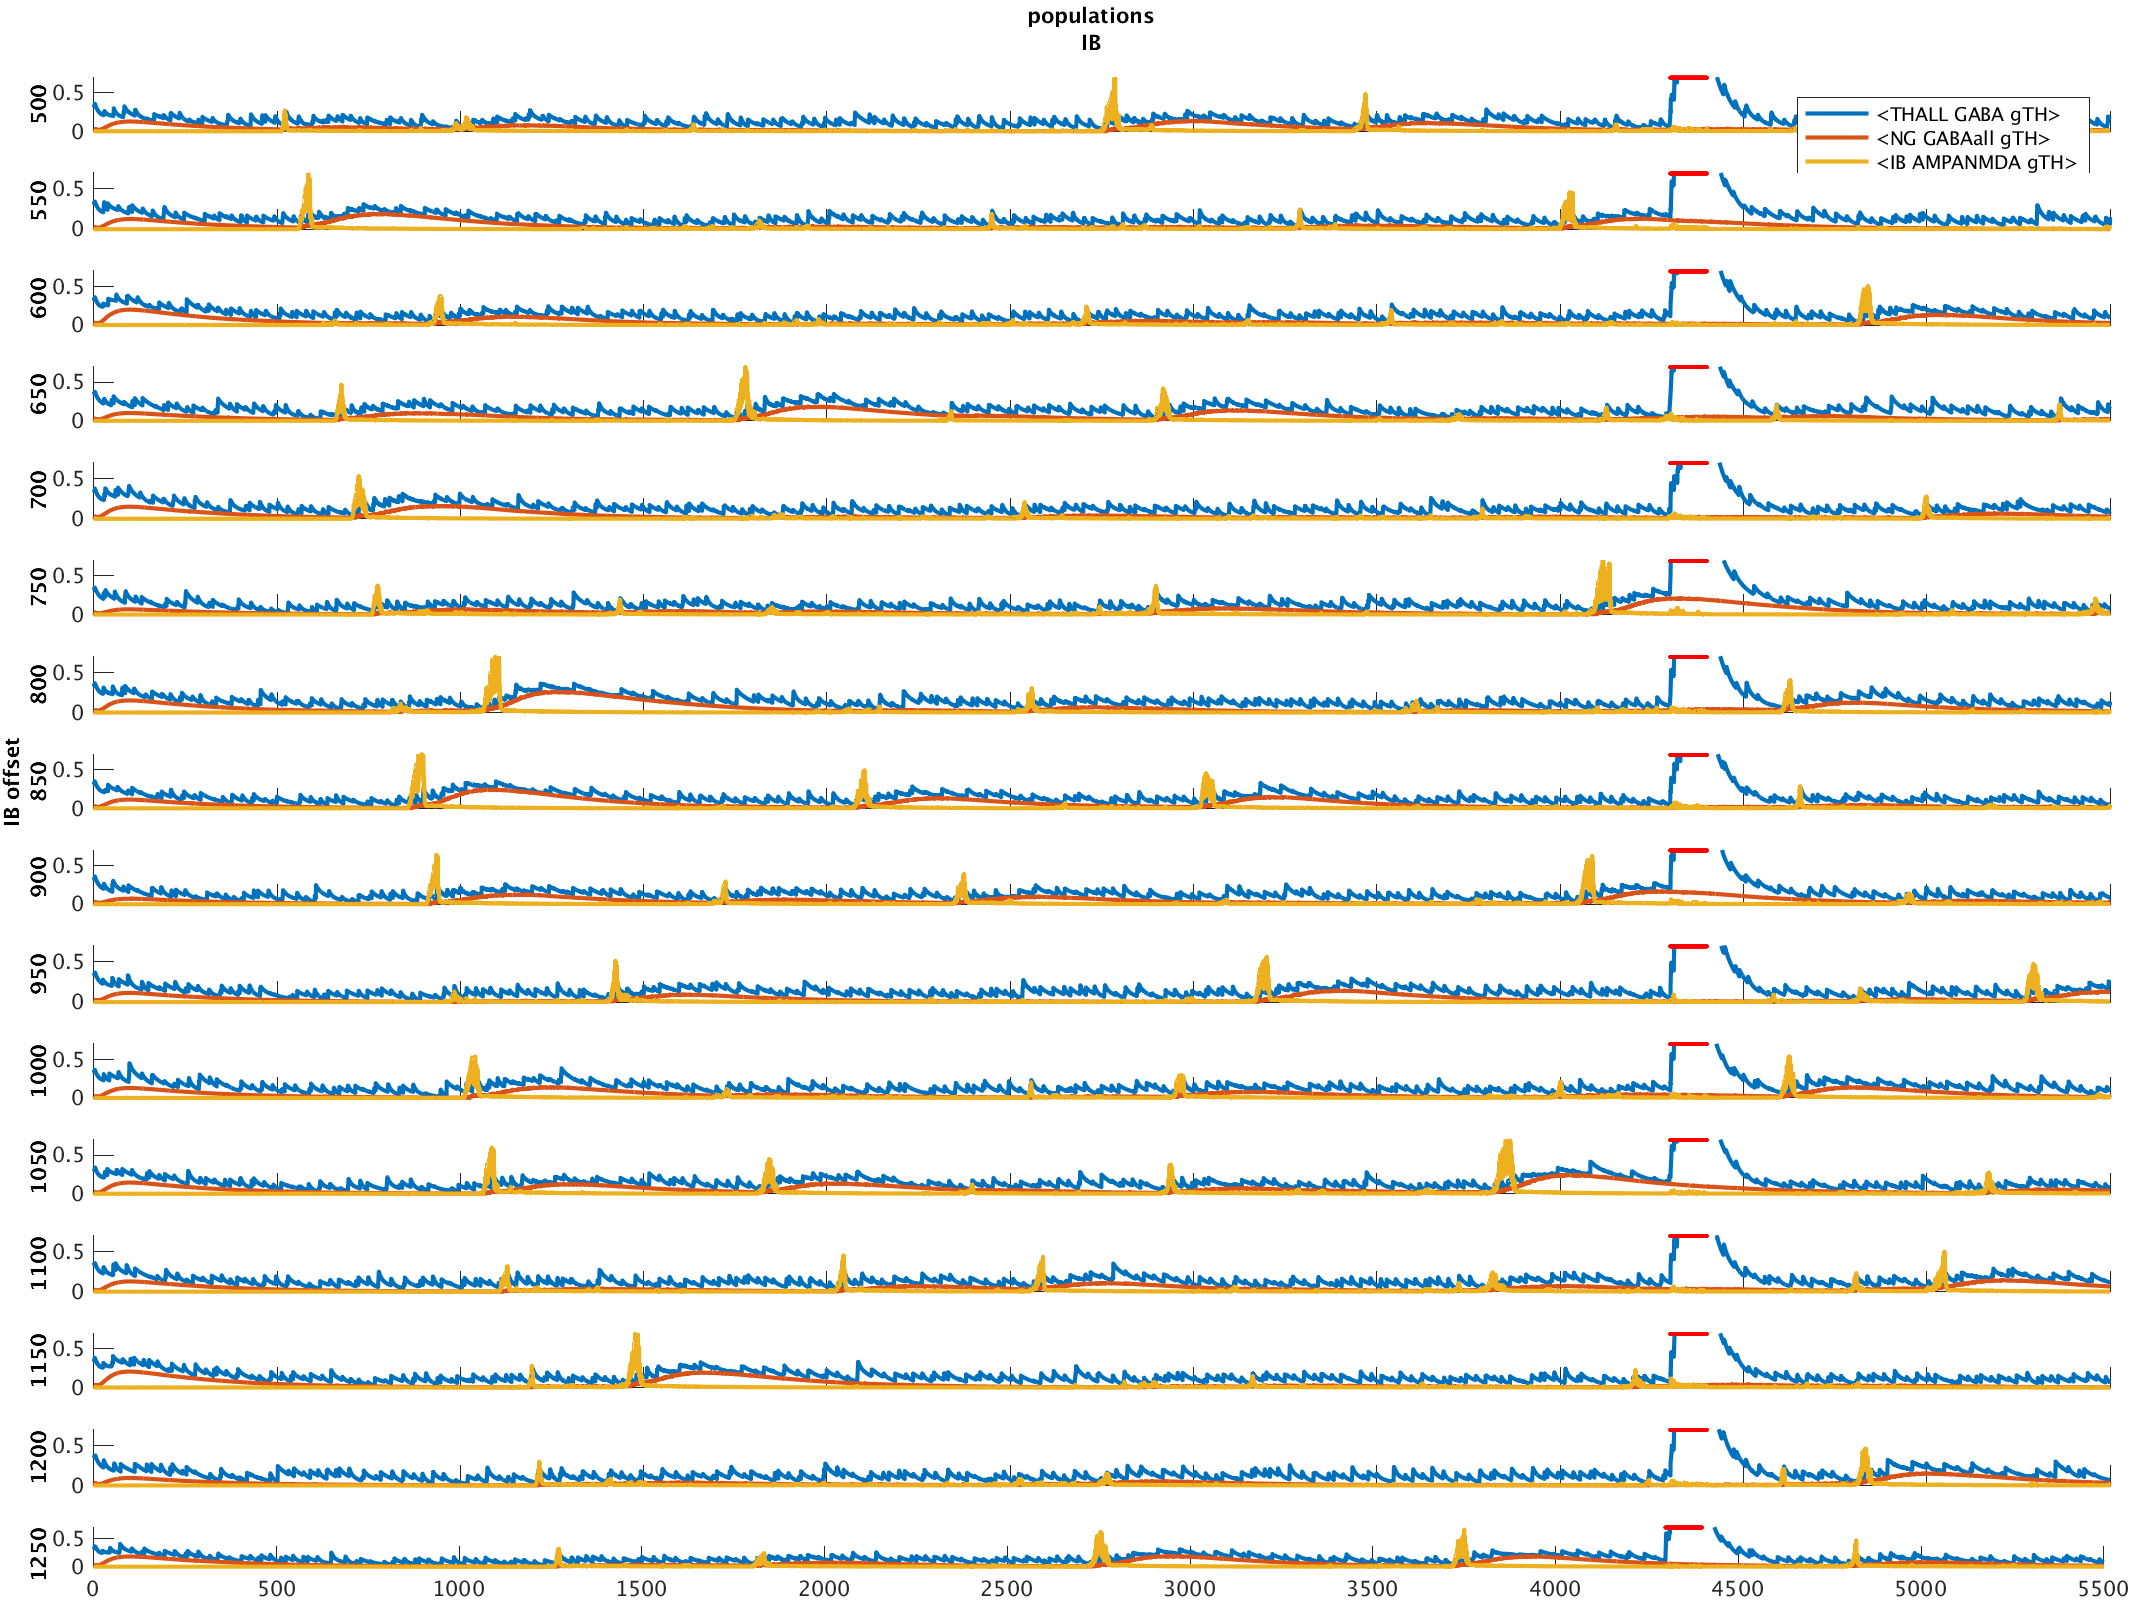 populations
IB
500 0.5 0
<THALL GABA gTH>
<NG GABAall gTH>
<IB AMPANMDA gTH>
550 0.5 0
600 0.5 0
650 0.5 0
700 0.5 0
750 0.5 0
800 0.5 0
IB offset
850 0.5 0
900 0.5 0
950 0.5 0
1000 0.5 0
1050 0.5 0
1100 0.5 0
1150 0.5 0
1200 0.5 0
1250 0.5 0
0 500 1000 1500 2000 2500 3000 3500 4000 4500 5000 5500